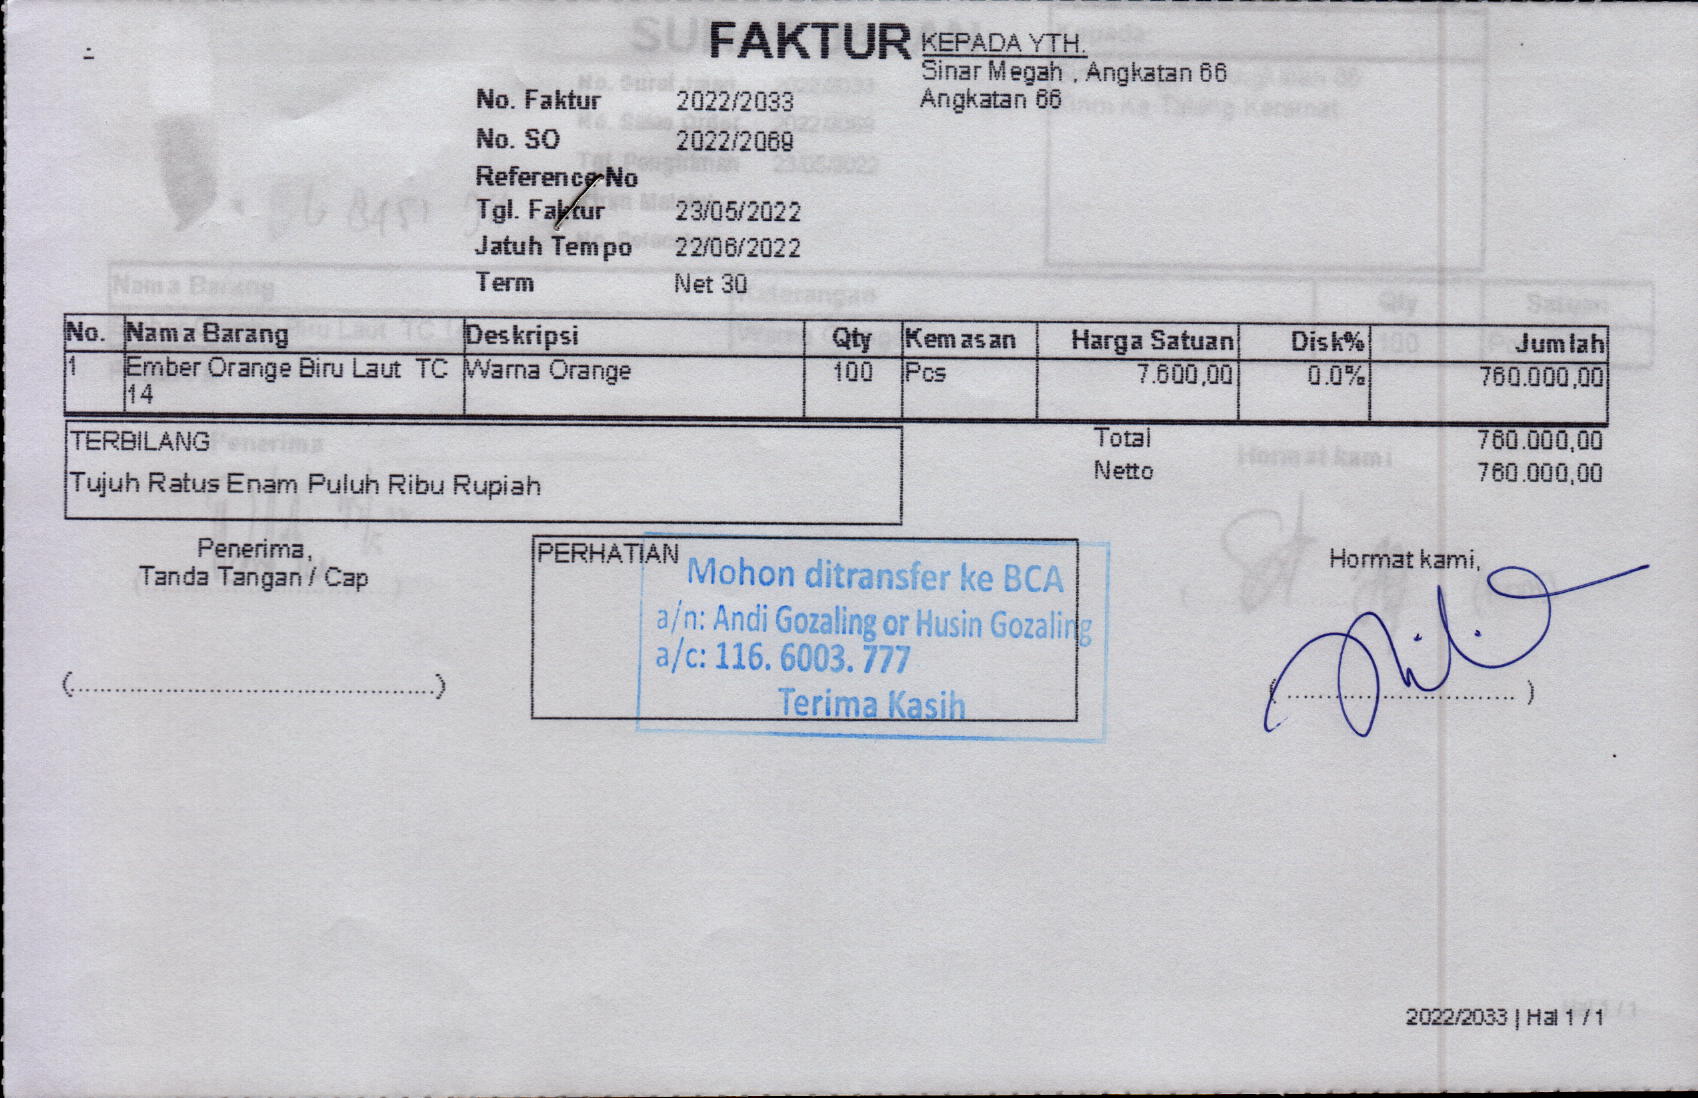 FAKTUR
KEPADA YTH.
Sinar Megah , Angkatan 66
Angkatan 66
No. Faktur 2022/2033
No. SO 2022/2069
Reference No
Tgl. Faktur 23/05/2022
Jatuh Tempo 22/06/2022
Term Net 30
No. Nama Barang Deskripsi Qty Kemasan Harga Satuan Disk% Jumlah
1 Ember Orange Biru Laut TC Warna Orange 100 Pcs 7.600,00 0.0% 760.000,00
14
TERBILANG
Tujuh Ratus Enam Puluh Ribu Rupiah
Total 760.000,00
Netto 760.000,00
Penerima,
Tanda Tangan / Cap
(..............................................)
PERHATIAN
Mohon ditransfer ke BCA
a/n: Andi Gozaling or Husin Gozaling
a/c: 116. 6003. 777
Terima Kasih
Hormat kami,
( .............................. )
2022/2033 | Hal 1 / 1